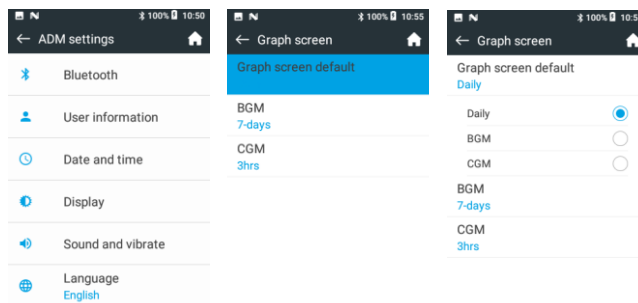 100% 10:50
ADM settings
Bluetooth
User information
Date and time
Display
Sound and vibrate
Language
English
100% 10:55
Graph screen
Graph screen default
BGM
7-days
CGM
3hrs
100% 10:5
Graph screen
Graph screen default
Daily
Daily
BGM
CGM
BGM
7-days
CGM
3hrs